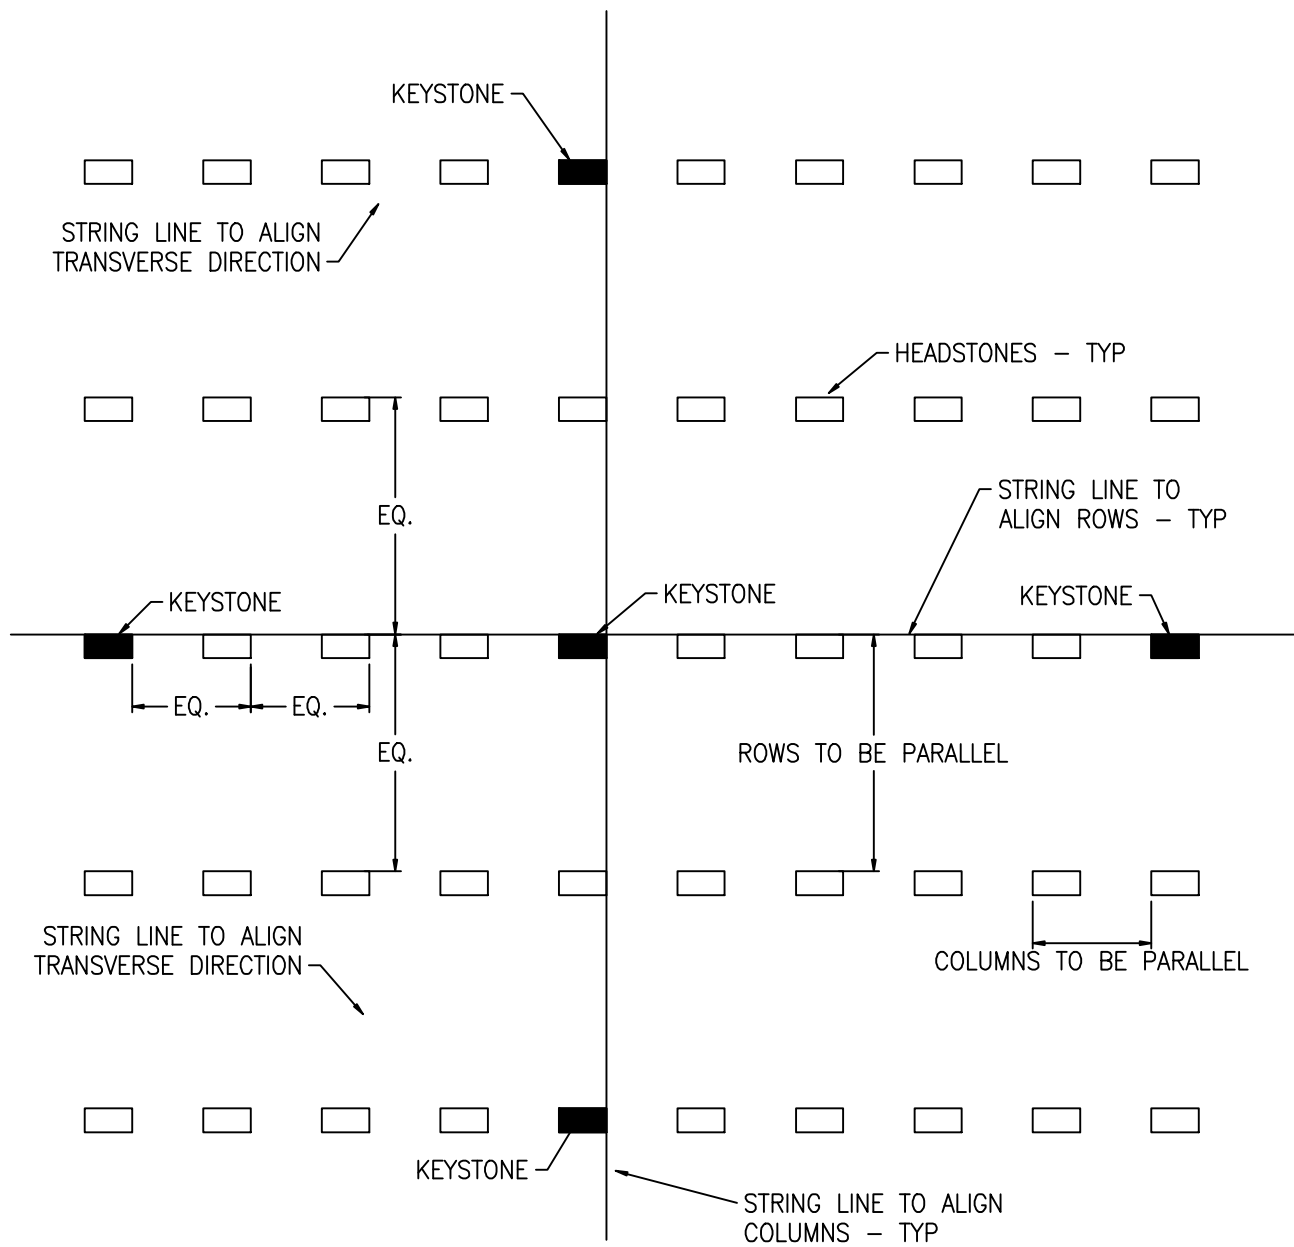 KEYSTONE
STRING LINE TO ALIGN
TRANSVERSE DIRECTION
HEADSTONES – TYP
STRING LINE TO
ALIGN ROWS – TYP
EQ.
KEYSTONE
KEYSTONE
KEYSTONE
EQ.
EQ.
EQ.
ROWS TO BE PARALLEL
STRING LINE TO ALIGN
TRANSVERSE DIRECTION
COLUMNS TO BE PARALLEL
KEYSTONE
STRING LINE TO ALIGN
COLUMNS – TYP